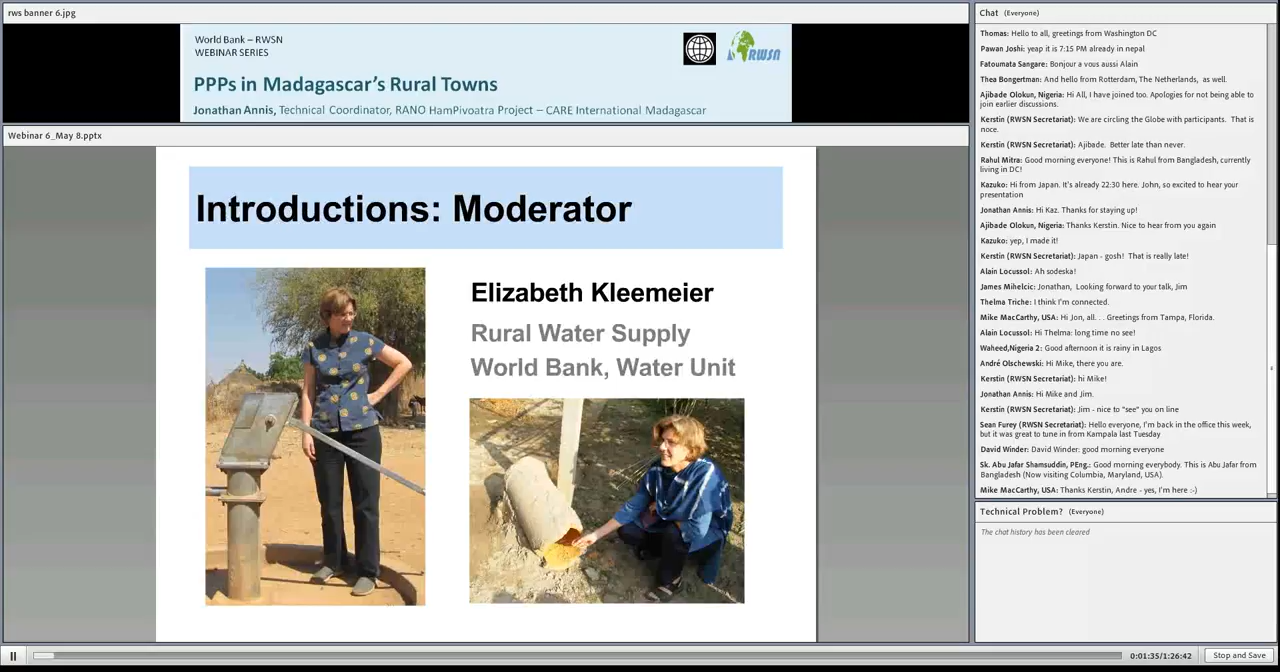 rws banner 6.jpg
World Bank – RWSN
WEBINAR SERIES
RWSN
PPPs in Madagascar's Rural Towns
Jonathan Annis, Technical Coordinator, RANO HamPivoatra Project – CARE International Madagascar
Webinar 6_May 8.pptx
Introductions: Moderator
Elizabeth Kleemeier
Rural Water Supply
World Bank, Water Unit
Chat (Everyone)
Thomas: Hello to all, greetings from Washington DC
Pawan Joshi: yeap it is 7:15 PM already in nepal
Fatoumata Sangare: Bonjour a vous aussi Alain
Thea Bongertman: And hello from Rotterdam, The Netherlands, as well.
Ajibade Olokun, Nigeria: Hi All, I have joined too. Apologies for not being able to
join earlier discussions.
Kerstin (RWSN Secretariat): We are circling the Globe with participants. That is
noce.
Kerstin (RWSN Secretariat): Ajibade. Better late than never.
Rahul Mitra: Good morning everyone! This is Rahul from Bangladesh, currently
living in DC!
Kazuko: Hi from Japan. It's already 22:30 here. John, so excited to hear your
presentation
Jonathan Annis: Hi Kaz. Thanks for staying up!
Ajibade Olokun, Nigeria: Thanks Kerstin. Nice to hear from you again
Kazuko: yep, I made it!
Kerstin (RWSN Secretariat): Japan - gosh! That is really late!
Alain Locussol: Ah sodeska!
James Mihelcic: Jonathan, Looking forward to your talk, Jim
Thelma Triche: I think I'm connected.
Mike MacCarthy, USA: Hi Jon, all. . . Greetings from Tampa, Florida.
Alain Locussol: Hi Thelma: long time no see!
Waheed,Nigeria 2: Good afternoon it is rainy in Lagos
André Olschewski: Hi Mike, there you are.
Kerstin (RWSN Secretariat): hi Mike!
Jonathan Annis: Hi Mike and Jim.
Kerstin (RWSN Secretariat): Jim - nice to "see" you on line
Sean Furey (RWSN Secretariat): Hello everyone, I'm back in the office this week,
but it was great to tune in from Kampala last Tuesday
David Winder: David Winder: good morning everyone
Sk. Abu Jafar Shamsuddin, PEng.: Good morning everybody. This is Abu Jafar from
Bangladesh (Now visiting Columbia, Maryland, USA).
Mike MacCarthy, USA: Thanks Kerstin, Andre - yes, I'm here :-)
Technical Problem? (Everyone)
The chat history has been cleared
0:01:35/1:26:42
Stop and Save